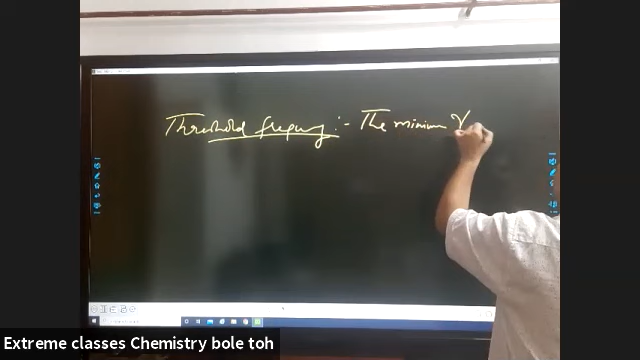 Threshold frequency :- The minimum ν
Extreme classes Chemistry bole toh